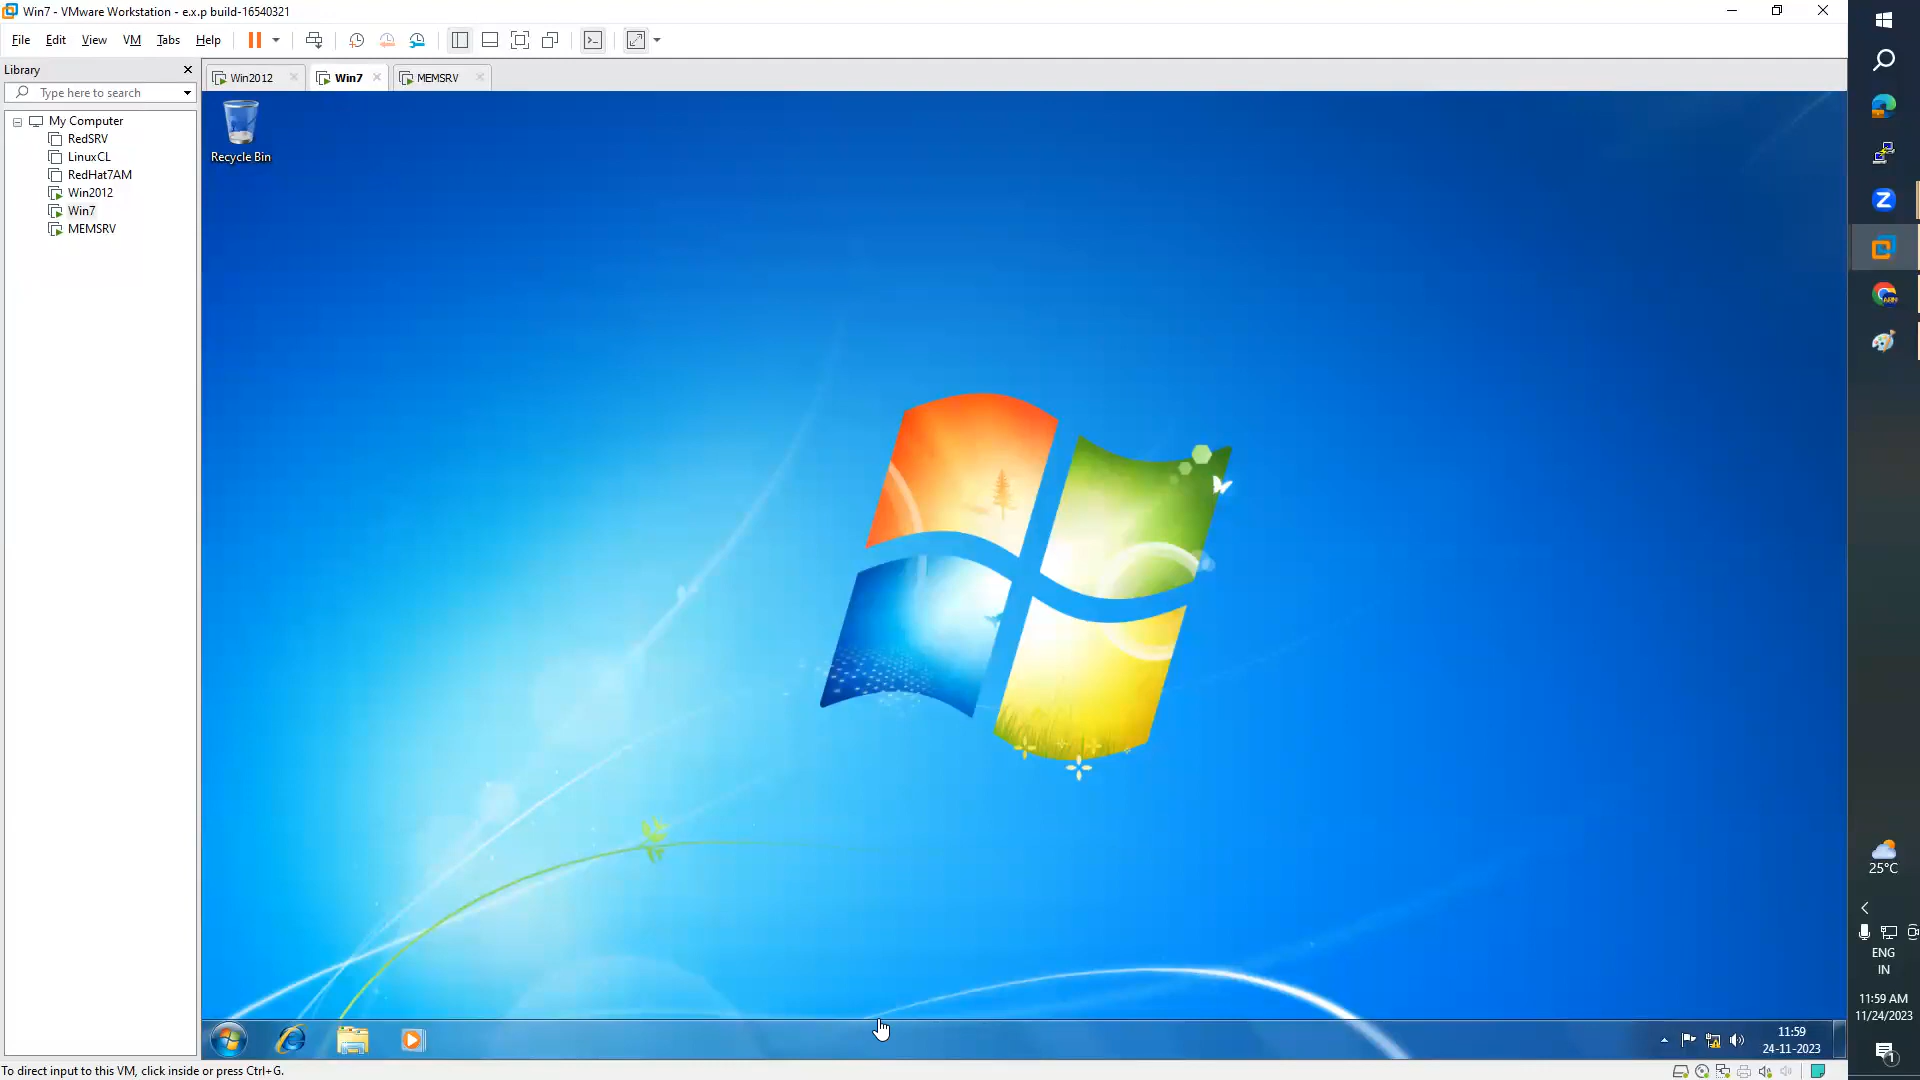 Win7 - VMware Workstation - e.x.p build-16540321
File Edit View VM Tabs Help
Library
Type here to search
My Computer
RedSRV
LinuxCL
RedHat7AM
Win2012
Win7
MEMSRV
Win2012
Win7
MEMSRV
Recycle Bin
11:59
24-11-2023
To direct input to this VM, click inside or press Ctrl+G.
25°C
ENG
IN
11:59 AM
11/24/2023
1